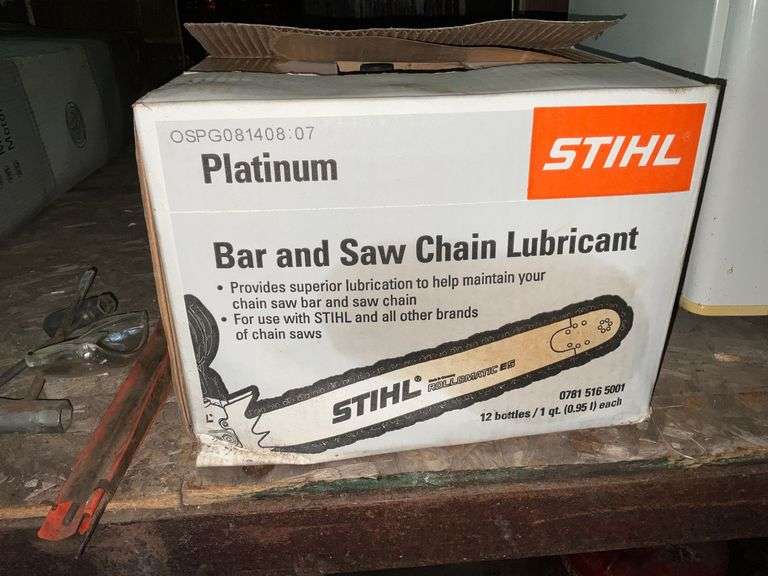 OSPG081408:07
Platinum
STIHL
Bar and Saw Chain Lubricant
• Provides superior lubrication to help maintain your
chain saw bar and saw chain
• For use with STIHL and all other brands
of chain saws
STIHL®
ROLLOMATIC ES
0781 516 5001
12 bottles / 1 qt. (0.95 l) each